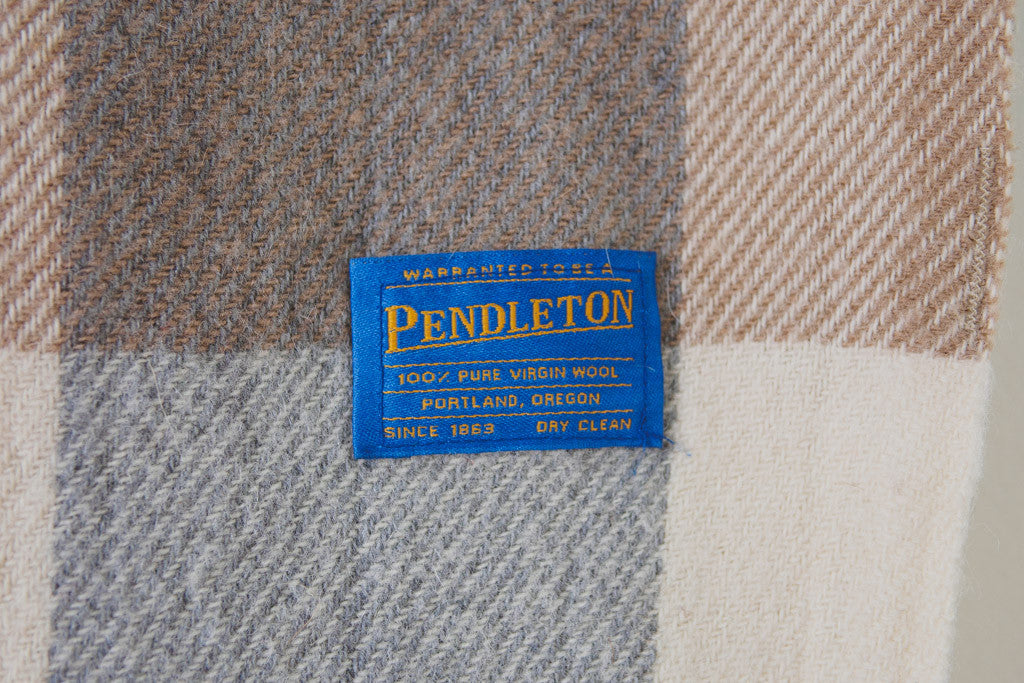 WARRANTED TO BE A
PENDLETON
100% PURE VIRGIN WOOL
PORTLAND, OREGON
SINCE 1863 DRY CLEAN